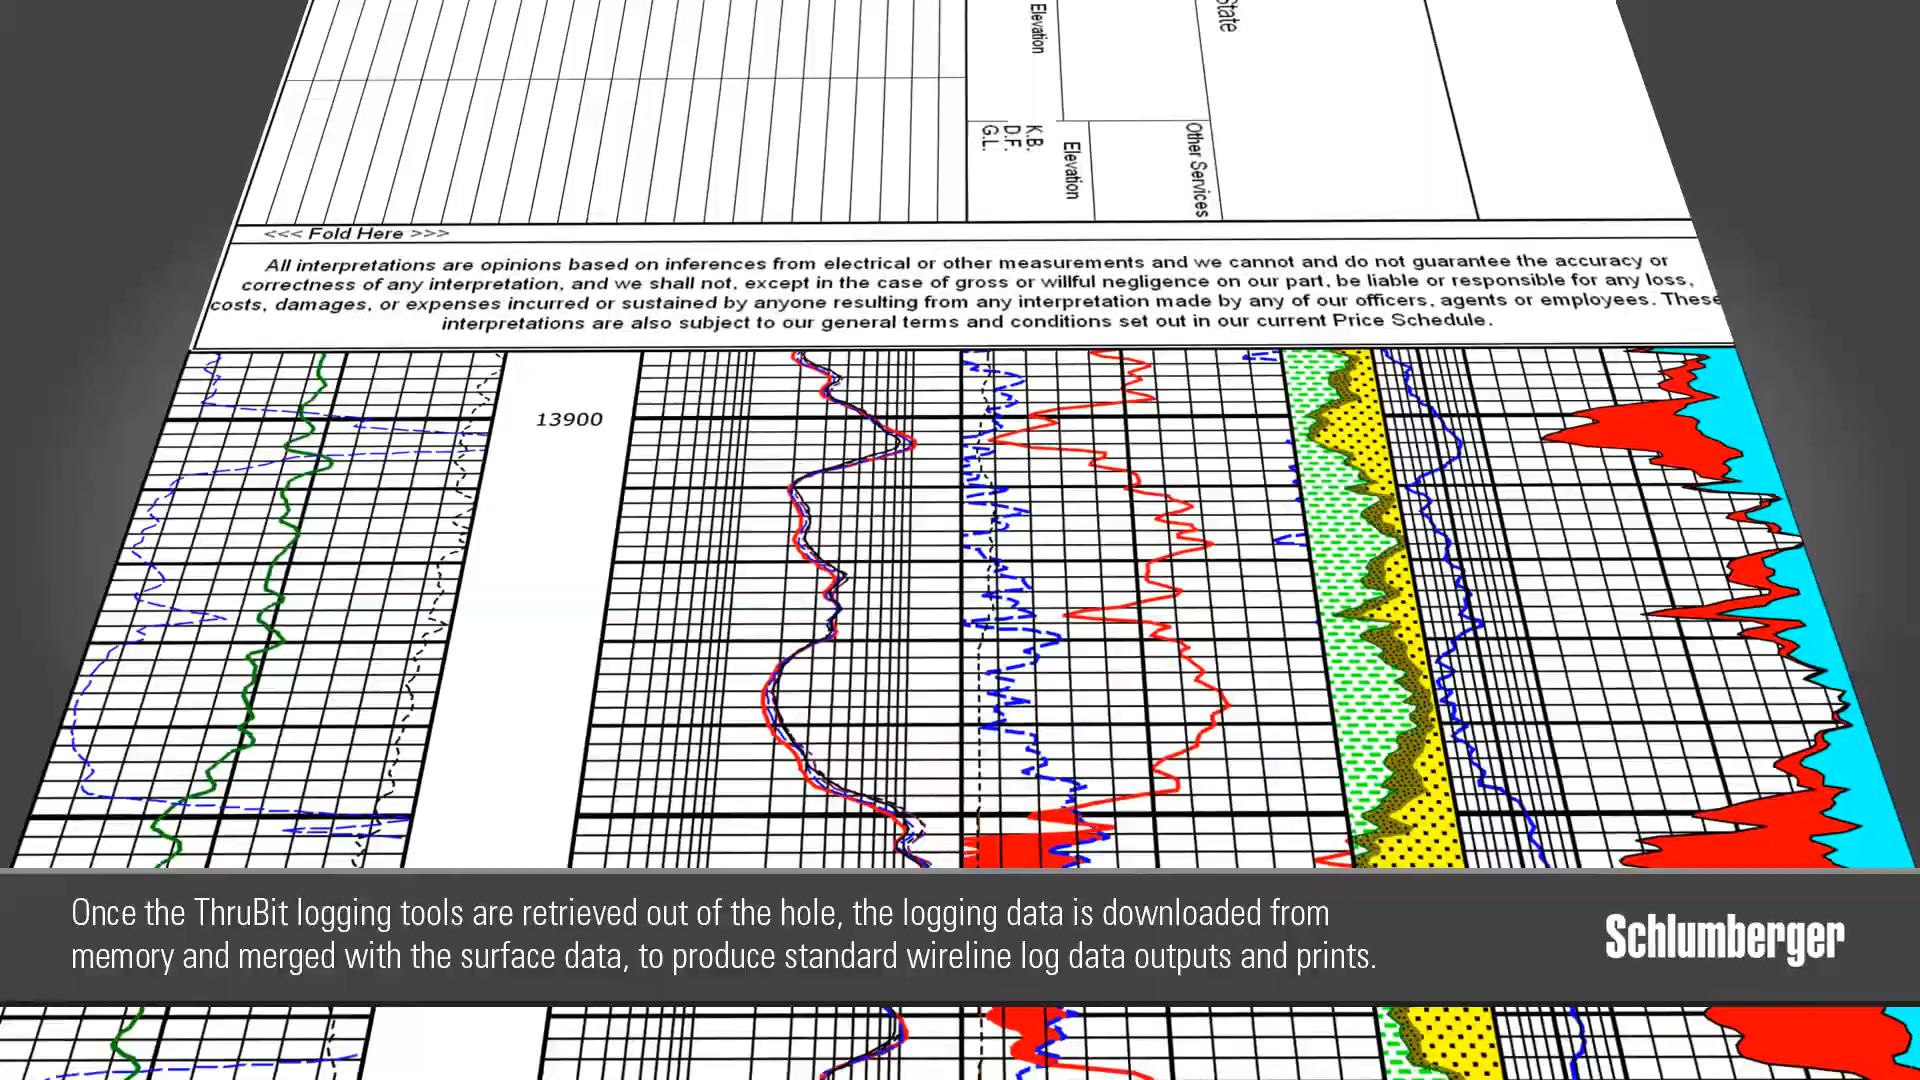 State
Elevation
Other Services
Elevation
K.B.
D.F.
G.L.
<<< Fold Here >>>
All interpretations are opinions based on inferences from electrical or other measurements and we cannot and do not guarantee the accuracy or
correctness of any interpretation, and we shall not, except in the case of gross or willful negligence on our part, be liable or responsible for any loss,
costs, damages, or expenses incurred or sustained by anyone resulting from any interpretation made by any of our officers, agents or employees. These
interpretations are also subject to our general terms and conditions set out in our current Price Schedule.
13900
Once the ThruBit logging tools are retrieved out of the hole, the logging data is downloaded from
memory and merged with the surface data, to produce standard wireline log data outputs and prints.
Schlumberger